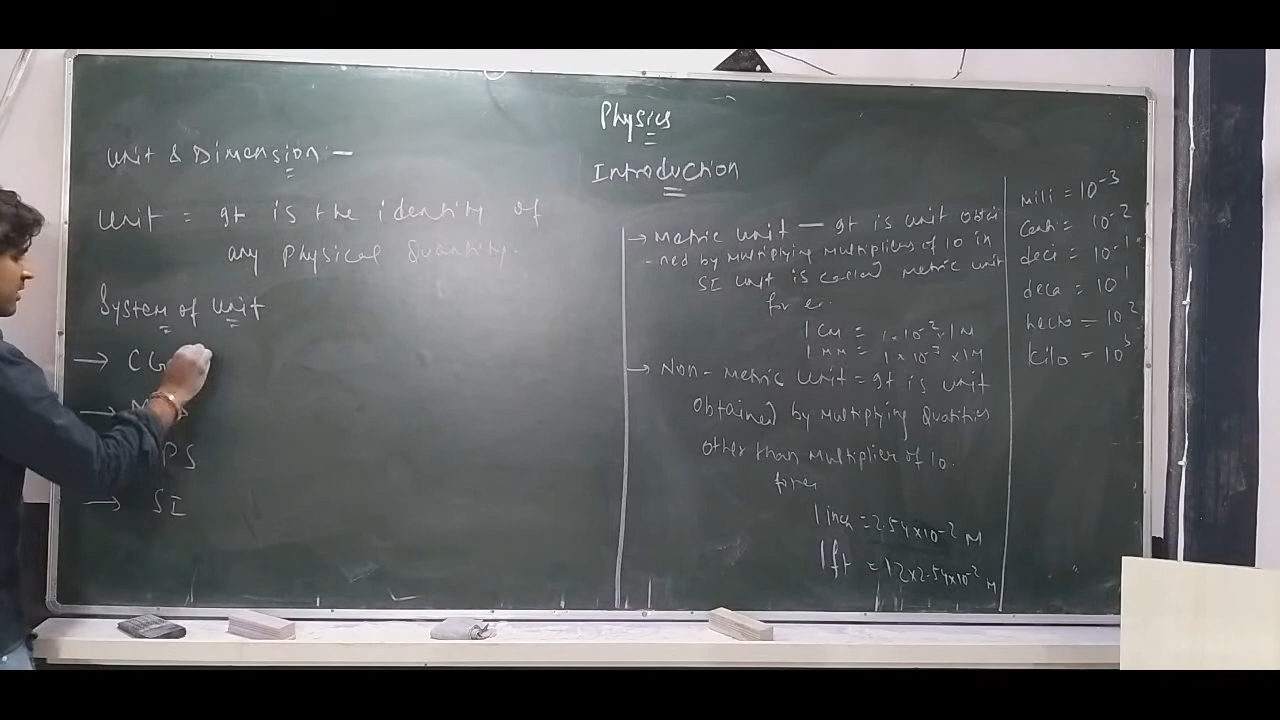 Physics
Introduction
Unit & Dimension :—
Unit = It is the identity of
any Physical Quantity.
System of Unit
→ CG
→ M
PS
→ SI
→ Metric Unit — It is unit obtai
-ned by multiplying multipliers of 10 in
SI unit is called metric unit
for ex.
1 cm = 1×10⁻²×1M
1 MM = 1×10⁻³×1M
→ Non-metric Unit = It is unit
obtained by multiplying Quatities
other than multiplier of 10.
for ex
1 inch = 2.54×10⁻² M
1 ft = 12×2.54×10⁻² M
mili = 10⁻³
Centi = 10⁻²
deci = 10⁻¹
deca = 10¹
hecto = 10²
kilo = 10³